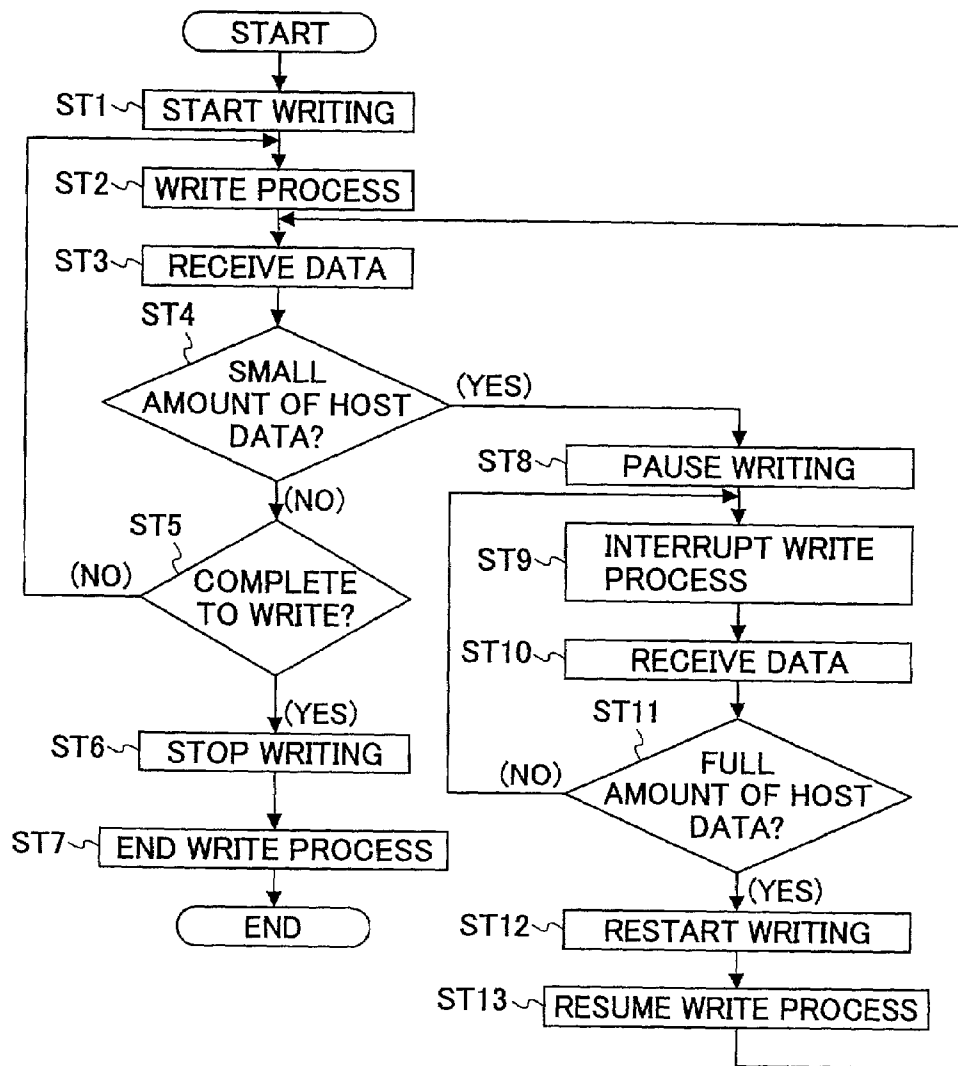 START
ST1
START WRITING
ST2
WRITE PROCESS
ST3
RECEIVE DATA
ST4
SMALL
AMOUNT OF HOST
DATA?
(YES)
(NO)
ST5
COMPLETE
TO WRITE?
(NO)
(YES)
ST6
STOP WRITING
ST7
END WRITE PROCESS
END
ST8
PAUSE WRITING
ST9
INTERRUPT WRITE
PROCESS
ST10
RECEIVE DATA
ST11
FULL
AMOUNT OF HOST
DATA?
(NO)
(YES)
ST12
RESTART WRITING
ST13
RESUME WRITE PROCESS